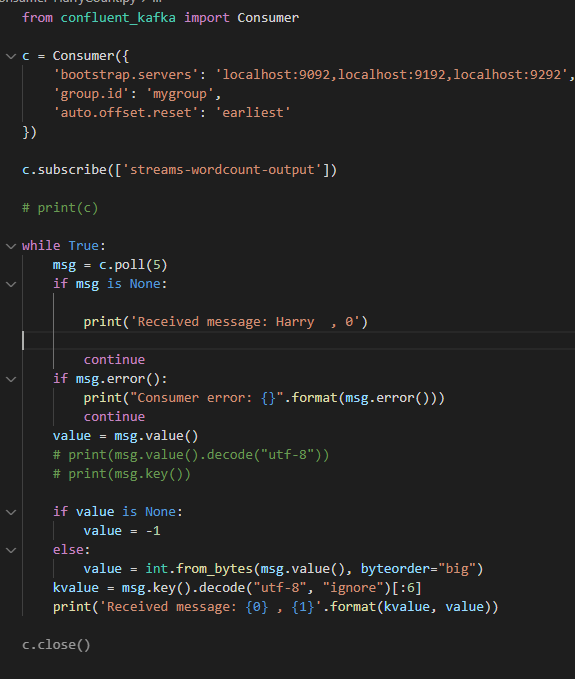 from confluent_kafka import Consumer
c = Consumer({
    'bootstrap.servers': 'localhost:9092,localhost:9192,localhost:9292',
    'group.id': 'mygroup',
    'auto.offset.reset': 'earliest'
})
c.subscribe(['streams-wordcount-output'])
# print(c)
while True:
    msg = c.poll(5)
    if msg is None:
        print('Received message: Harry  , 0')
        continue
    if msg.error():
        print("Consumer error: {}".format(msg.error()))
        continue
    value = msg.value()
    # print(msg.value().decode("utf-8"))
    # print(msg.key())
    if value is None:
        value = -1
    else:
        value = int.from_bytes(msg.value(), byteorder="big")
    kvalue = msg.key().decode("utf-8", "ignore")[:6]
    print('Received message: {0} , {1}'.format(kvalue, value))
c.close()